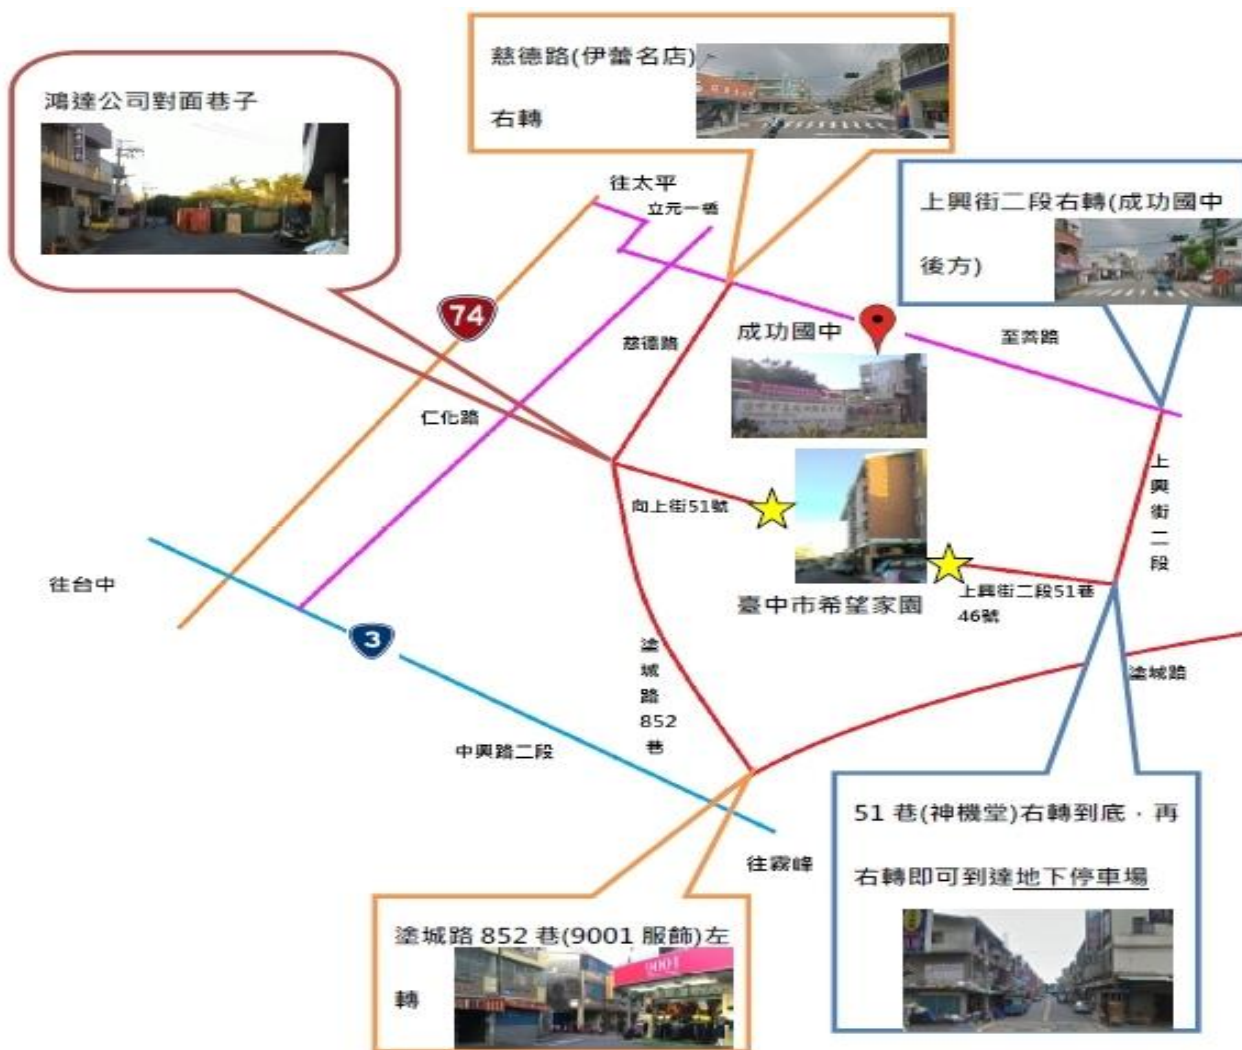 慈德路(伊蕾名店)
右轉
鴻達公司對面巷子
往太平
立元一橋
上興街二段右轉(成功國中
後方)
74
慈德路
成功國中
至善路
仁化路
向上街51號
上興街二段
往台中
臺中市希望家園
上興街二段51巷
46號
3
塗城路852巷
塗城路
中興路二段
往霧峰
51 巷(神機堂)右轉到底，再
右轉即可到達地下停車場
塗城路 852 巷(9001 服飾)左
轉
9001